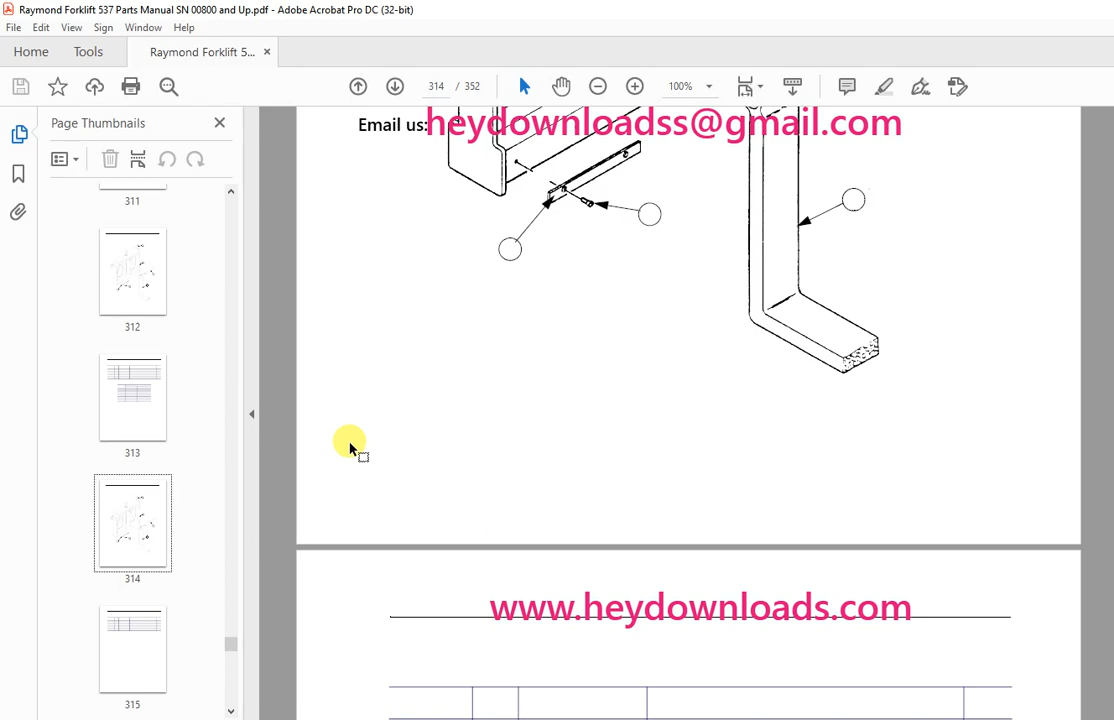 Raymond Forklift 537 Parts Manual SN 00800 and Up.pdf - Adobe Acrobat Pro DC (32-bit)
File Edit View Sign Window Help
Home Tools Raymond Forklift 5... ×
314 / 352 100%
Page Thumbnails
311
312
313
314
315
Email us: heydownloadss@gmail.com
www.heydownloads.com